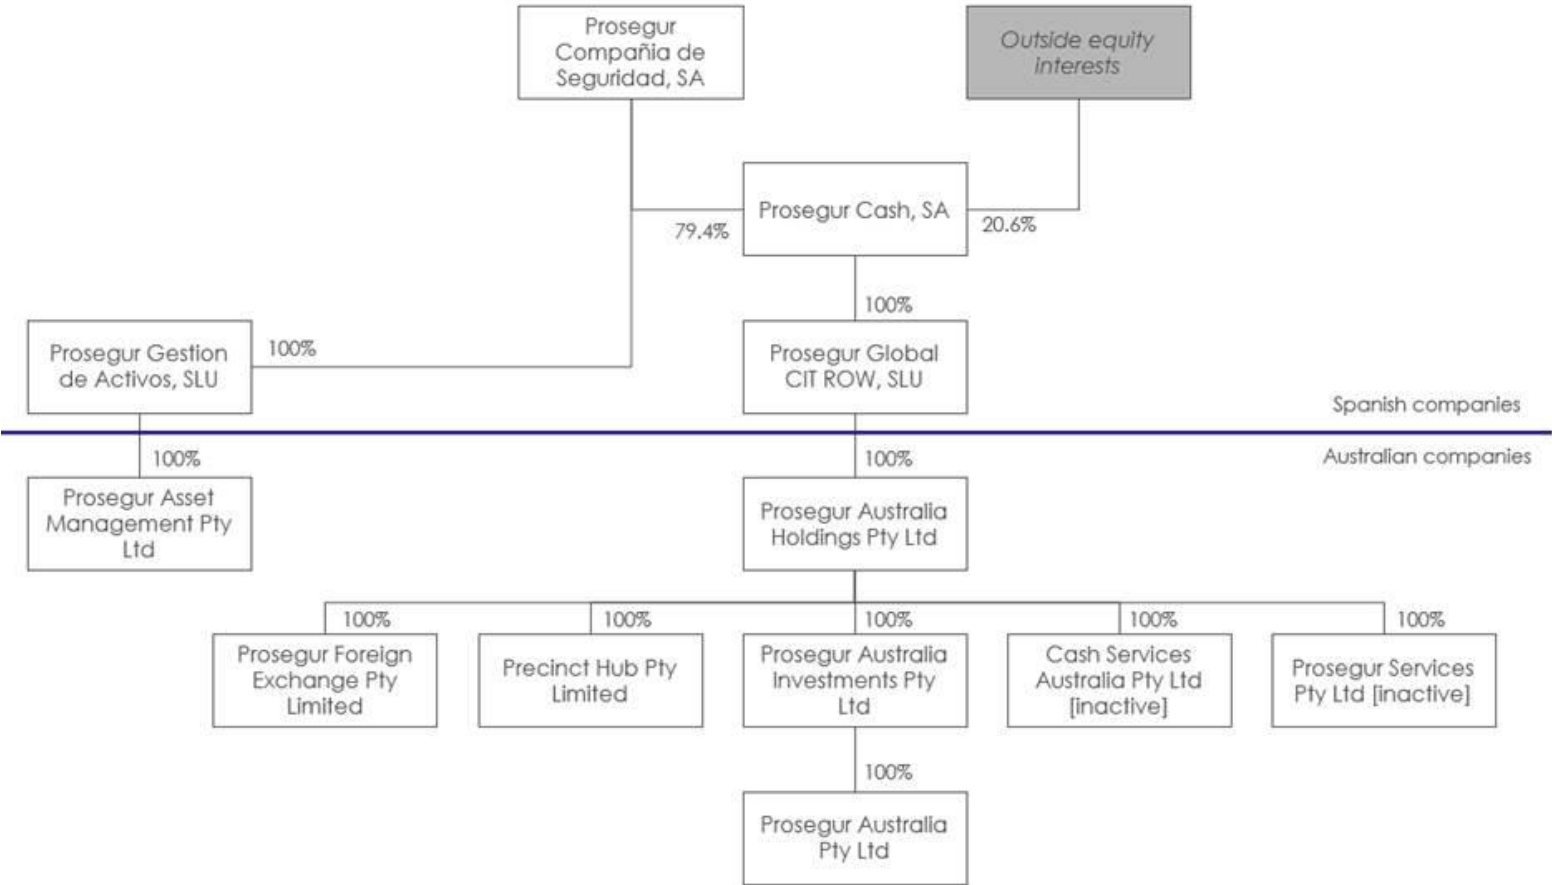 Prosegur
Compañia de
Seguridad, SA
Outside equity
interests
Prosegur Cash, SA
79.4%
20.6%
100%
Prosegur Gestion
de Activos, SLU
100%
Prosegur Global
CIT ROW, SLU
Spanish companies
Australian companies
100%
100%
Prosegur Asset
Management Pty
Ltd
Prosegur Australia
Holdings Pty Ltd
100%
100%
100%
100%
100%
Prosegur Foreign
Exchange Pty
Limited
Precinct Hub Pty
Limited
Prosegur Australia
Investments Pty
Ltd
Cash Services
Australia Pty Ltd
[inactive]
Prosegur Services
Pty Ltd [inactive]
100%
Prosegur Australia
Pty Ltd